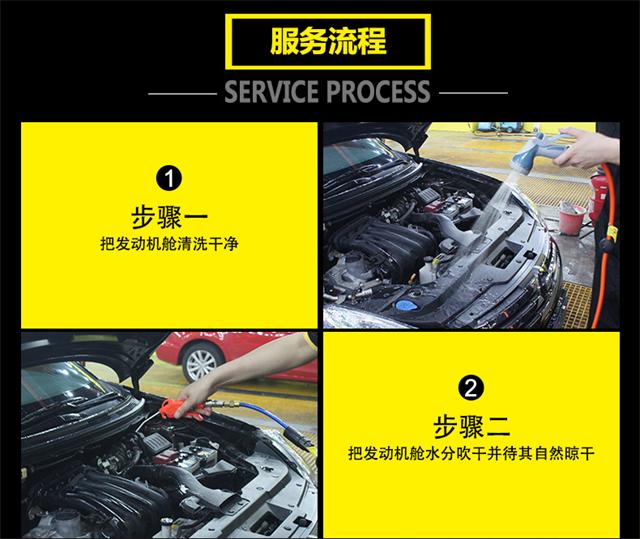 服务流程
SERVICE PROCESS
1
步骤一
把发动机舱清洗干净
2
步骤二
把发动机舱水分吹干并待其自然晾干